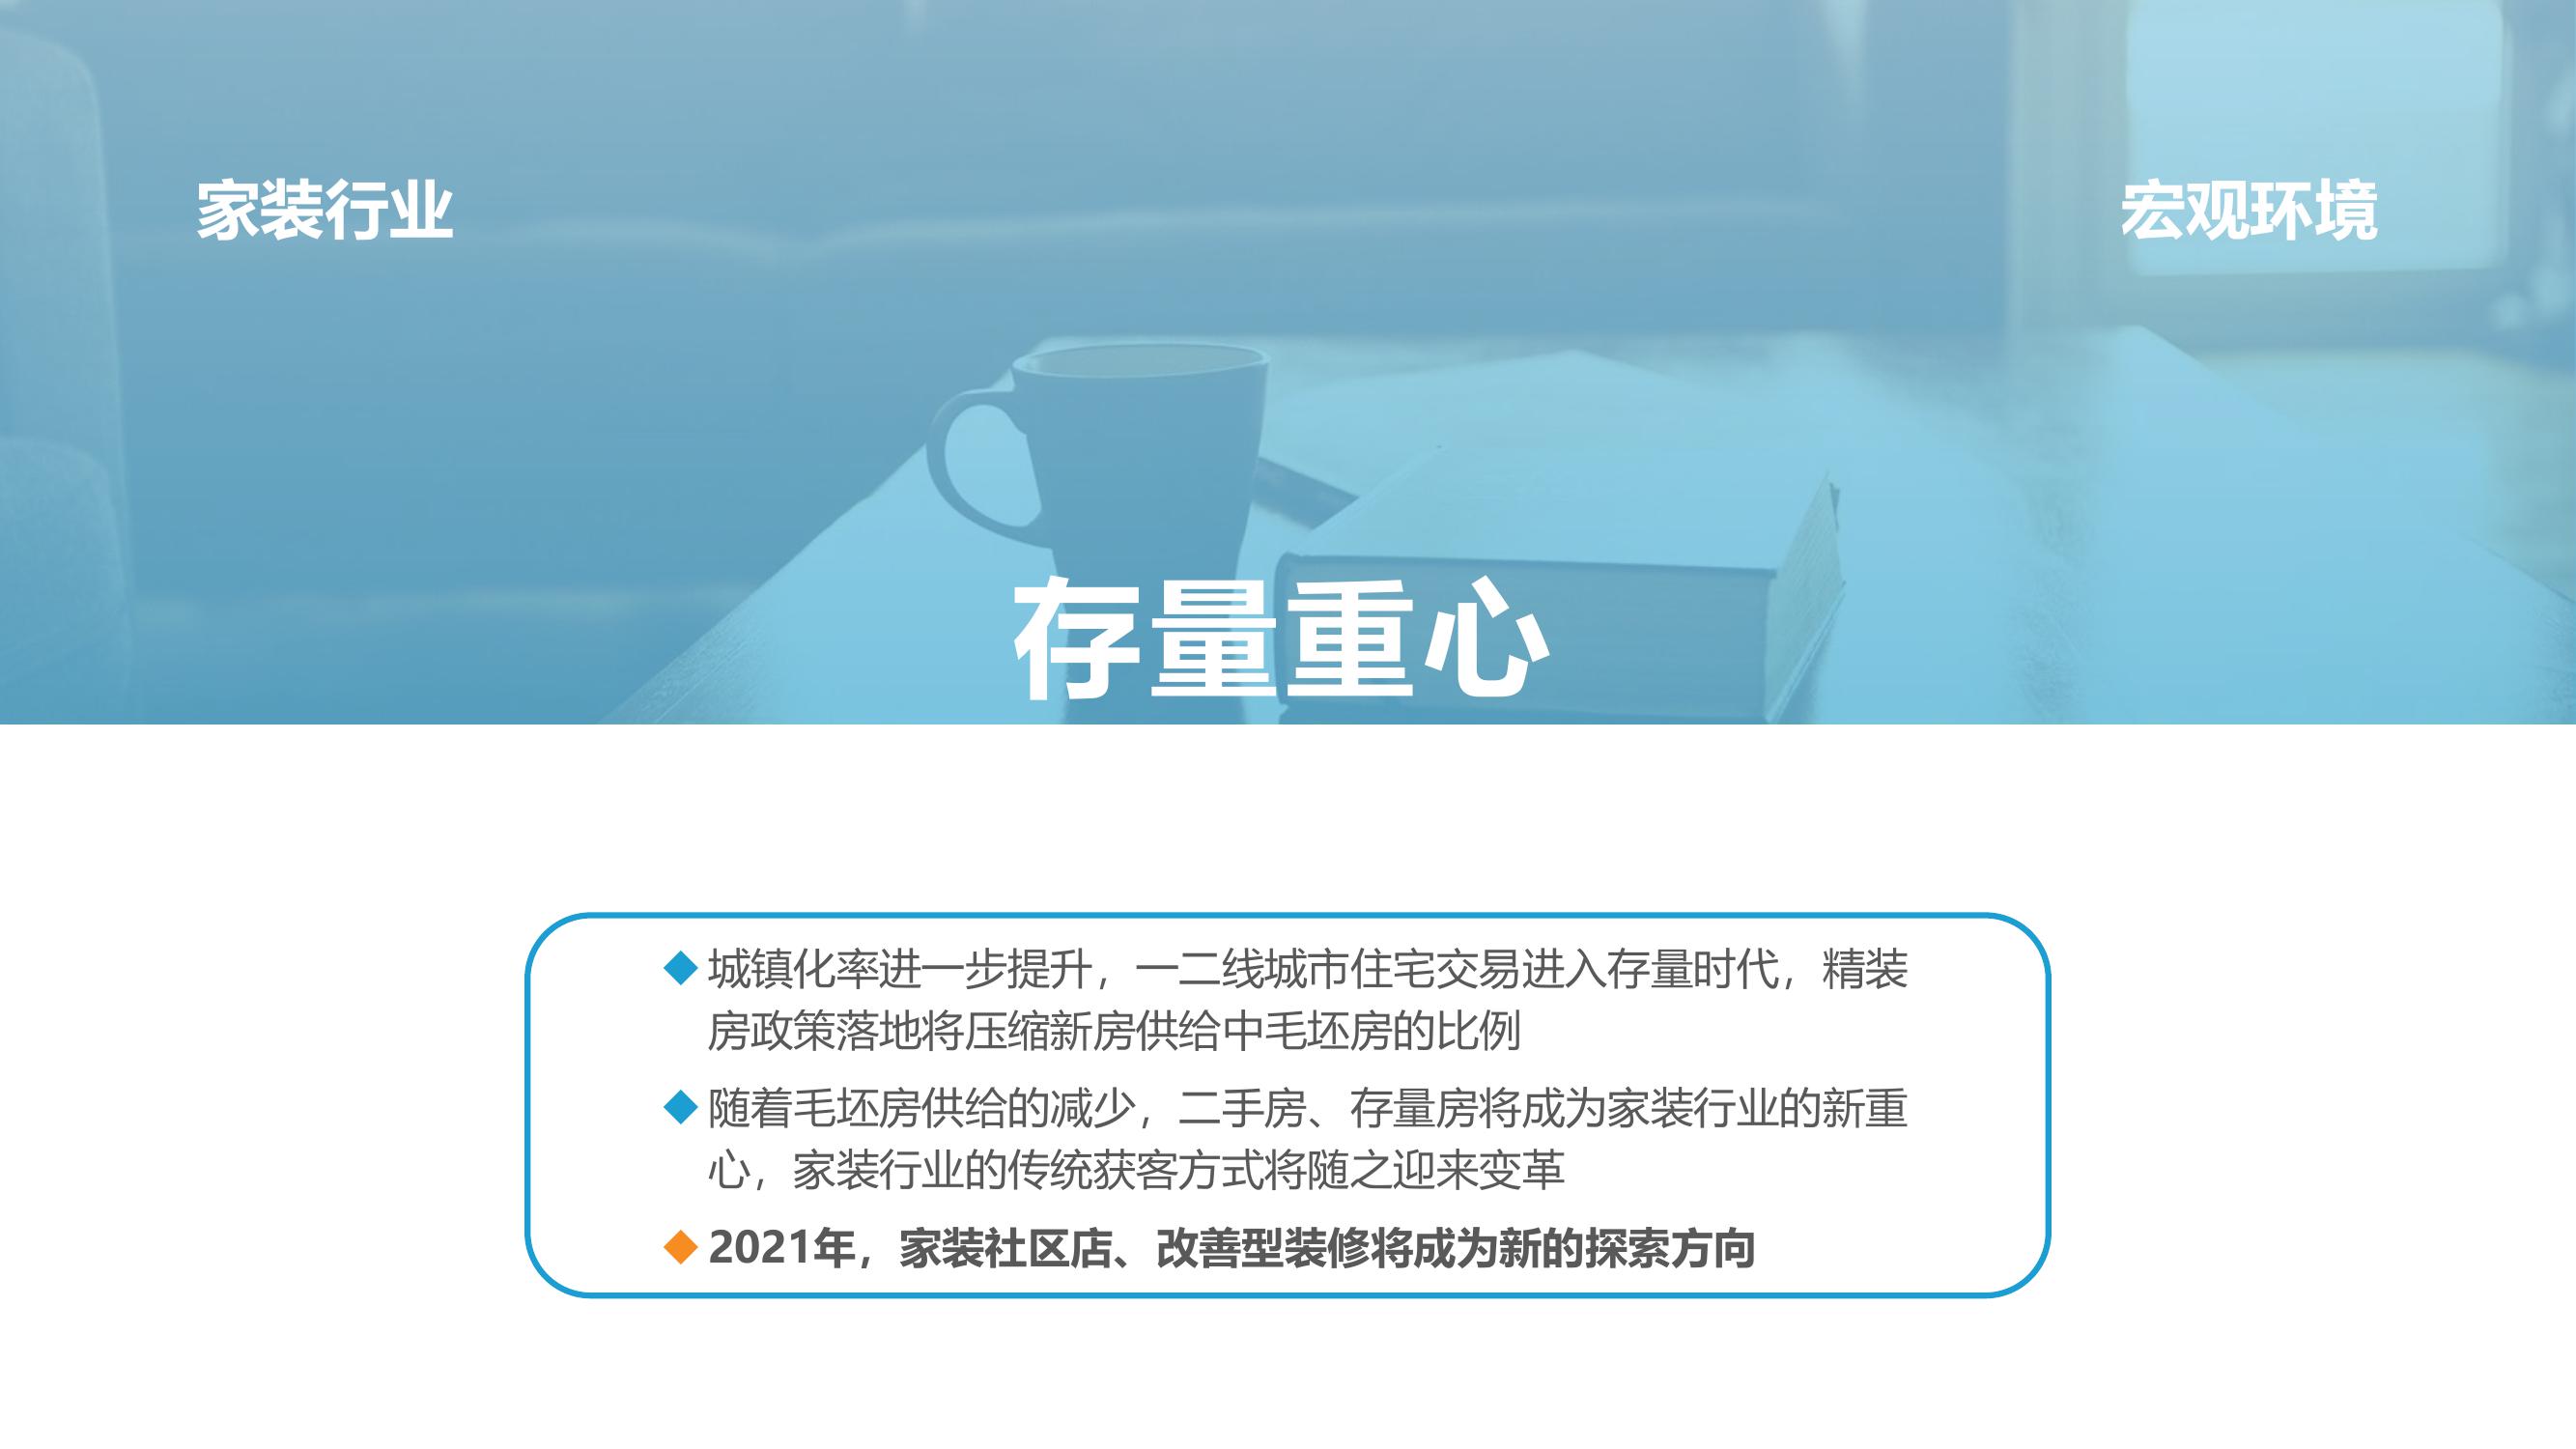 家装行业
宏观环境
存量重心
城镇化率进一步提升，一二线城市住宅交易进入存量时代，精装
房政策落地将压缩新房供给中毛坯房的比例
随着毛坯房供给的减少，二手房、存量房将成为家装行业的新重
心，家装行业的传统获客方式将随之迎来变革
2021年，家装社区店、改善型装修将成为新的探索方向